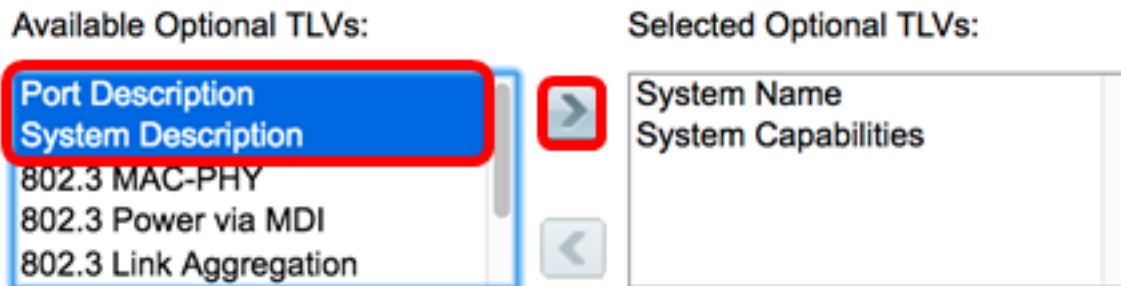 Available Optional TLVs:
Selected Optional TLVs:
Port Description
System Description
802.3 MAC-PHY
802.3 Power via MDI
802.3 Link Aggregation
System Name
System Capabilities